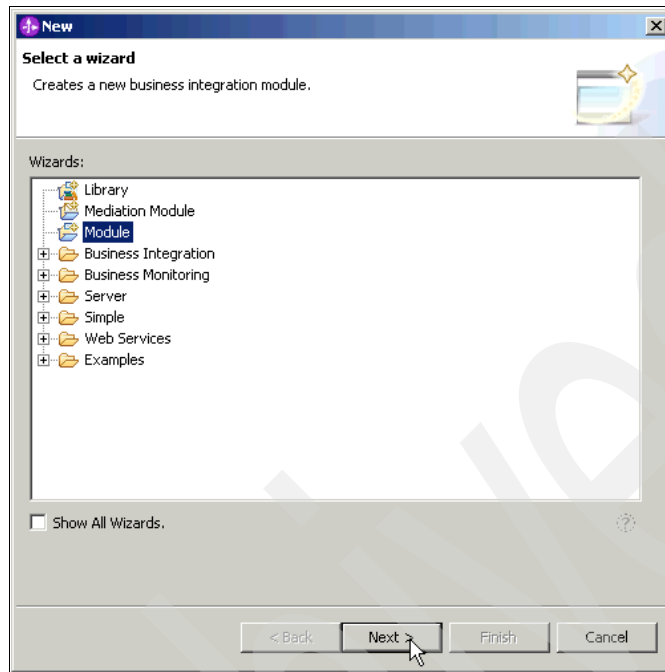 New
Select a wizard
Creates a new business integration module.
Wizards:
Library
Mediation Module
Module
Business Integration
Business Monitoring
Server
Simple
Web Services
Examples
Show All Wizards.
< Back
Next >
Finish
Cancel